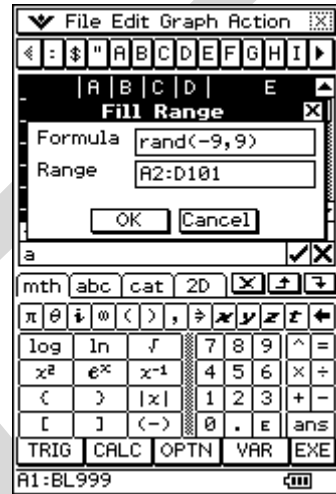 File Edit Graph Action
: $ " A B C D E F G H I
A B C D E
Fill Range X
Formula rand(-9,9)
Range A2:D101
OK Cancel
a
mth abc cat 2D
π θ i ∞ ( ) , ⇒ x y z t ←
log ln √ 7 8 9 ^ =
x² eˣ x⁻¹ 4 5 6 × ÷
( ) |x| 1 2 3 + -
[ ] (-) 0 . E ans
TRIG CALC OPTN VAR EXE
A1:BL999